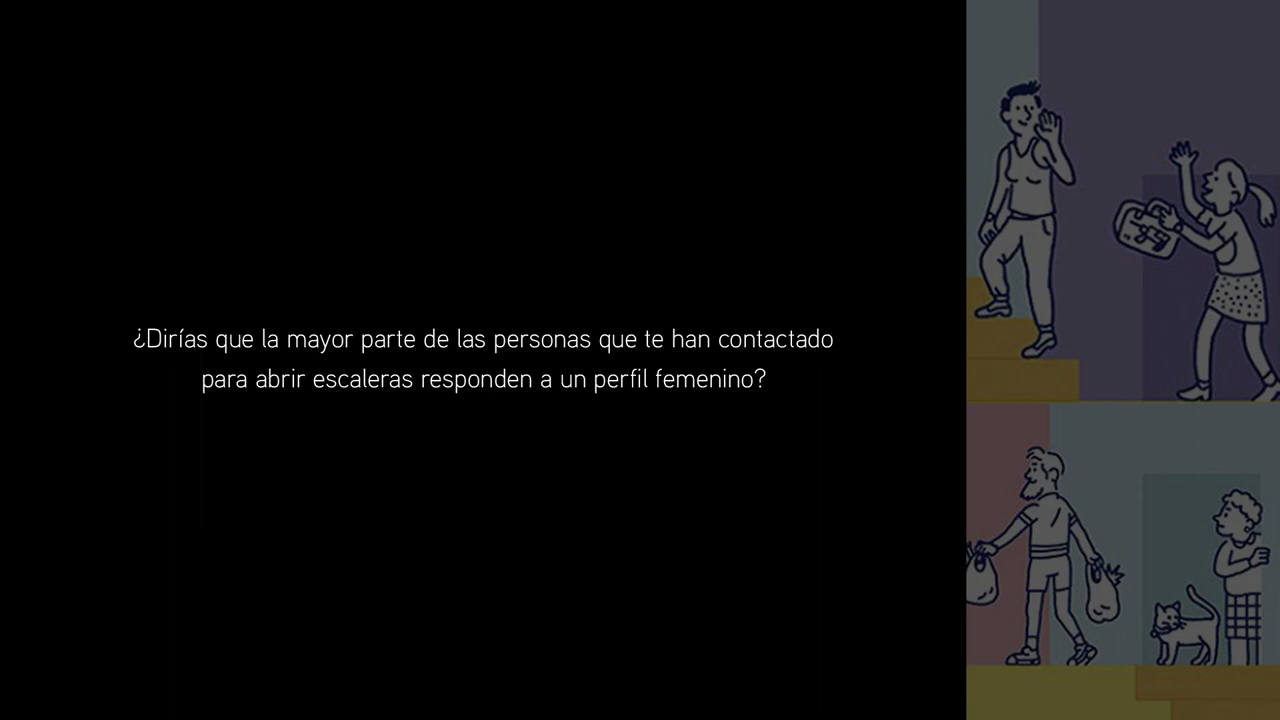 ¿Dirías que la mayor parte de las personas que te han contactado
para abrir escaleras responden a un perfil femenino?